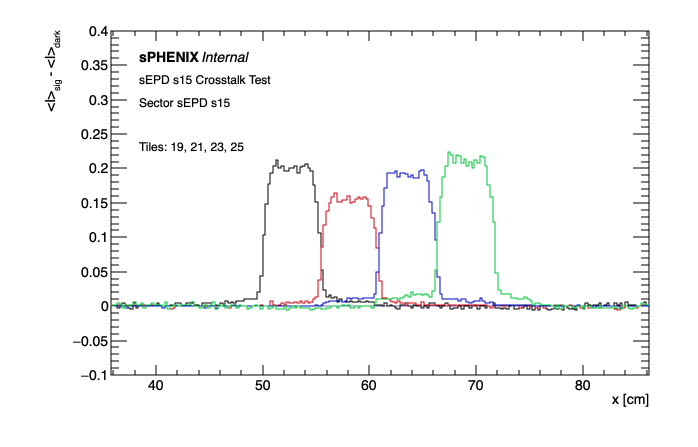 <I>sig - <I>dark
0.4
0.35
0.3
0.25
0.2
0.15
0.1
0.05
0
−0.05
−0.1
sPHENIX Internal
sEPD s15 Crosstalk Test
Sector sEPD s15
Tiles: 19, 21, 23, 25
40 50 60 70 80
x [cm]